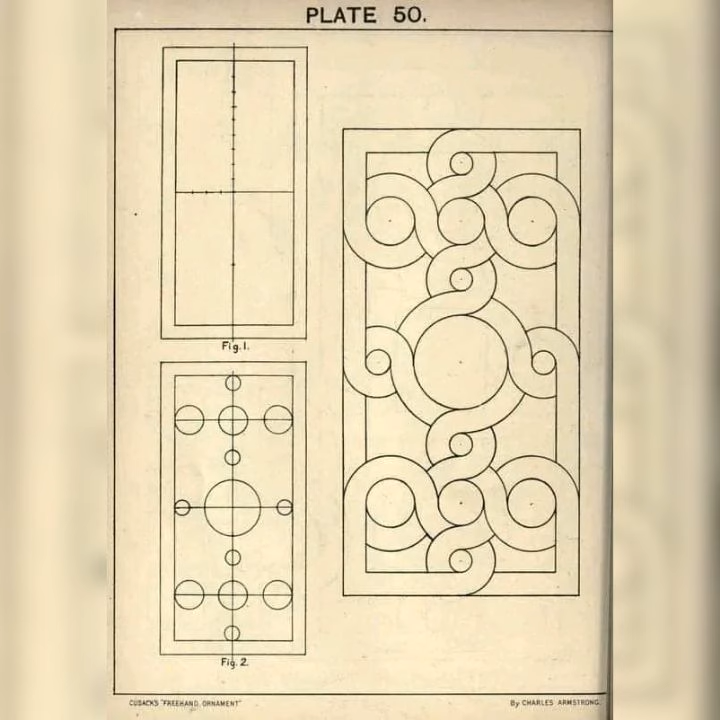 PLATE 50.
Fig. 1.
Fig. 2.
CUSACK'S "FREEHAND ORNAMENT"
By CHARLES ARMSTRONG.